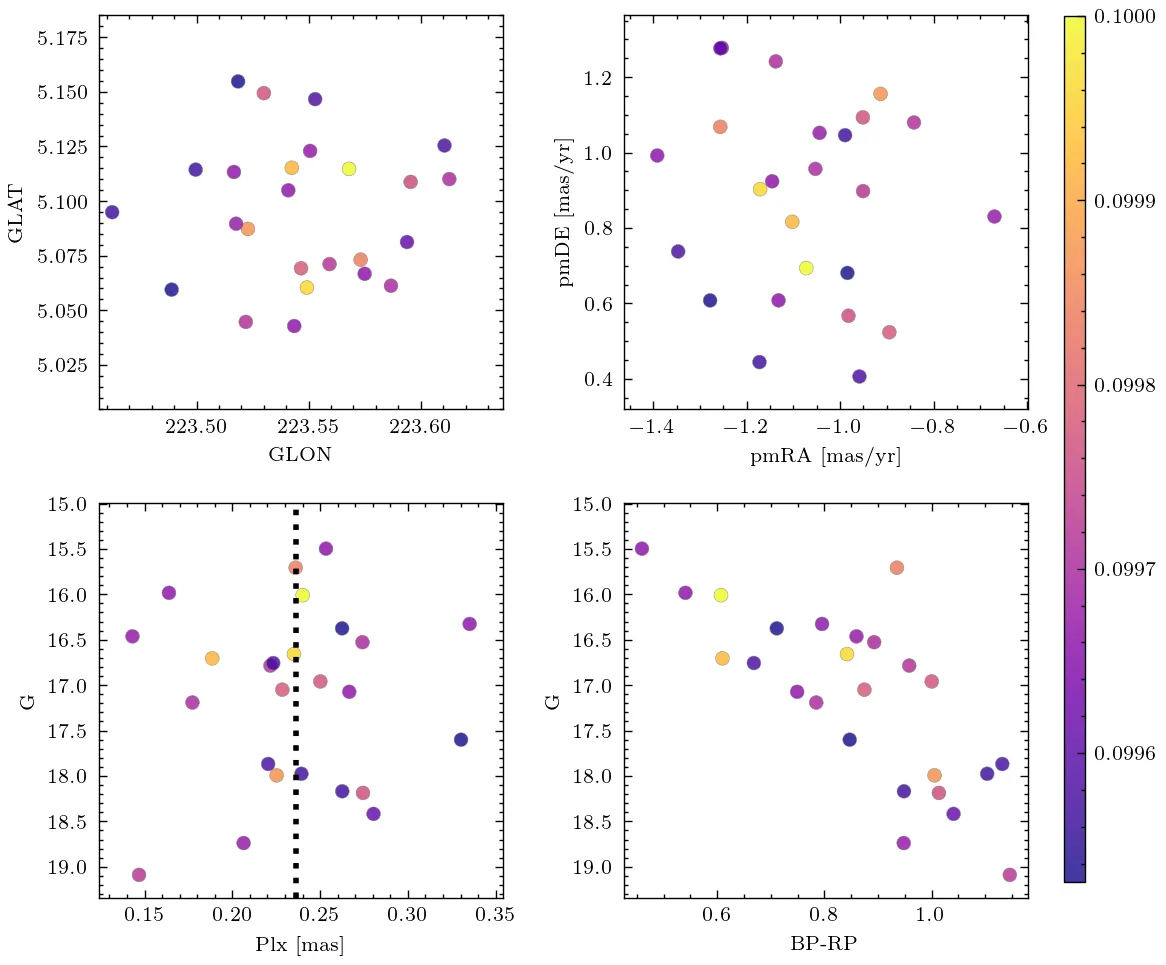 5.175
5.150
5.125
5.100
5.075
5.050
5.025
GLAT
223.50 223.55 223.60
GLON
1.2
1.0
0.8
0.6
0.4
pmDE [mas/yr]
−1.4 −1.2 −1.0 −0.8 −0.6
pmRA [mas/yr]
0.1000
0.0999
0.0998
0.0997
0.0996
15.0
15.5
16.0
16.5
17.0
17.5
18.0
18.5
19.0
G
0.15 0.20 0.25 0.30 0.35
Plx [mas]
15.0
15.5
16.0
16.5
17.0
17.5
18.0
18.5
19.0
G
0.6 0.8 1.0
BP-RP